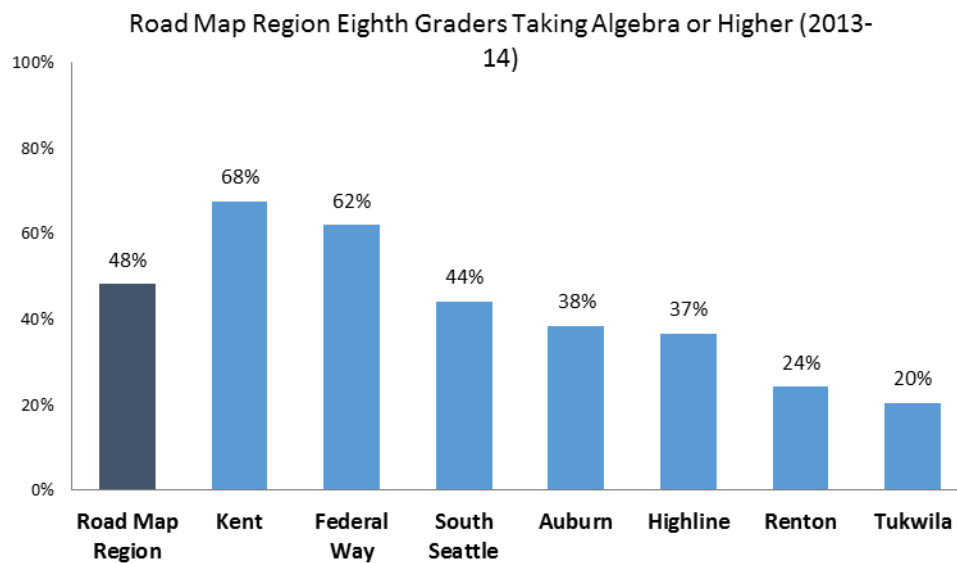 Road Map Region Eighth Graders Taking Algebra or Higher (2013-
14)
100%
80%
60%
40%
20%
0%
48%
68%
62%
44%
38%
37%
24%
20%
Road Map
Region
Kent
Federal
Way
South
Seattle
Auburn
Highline
Renton
Tukwila